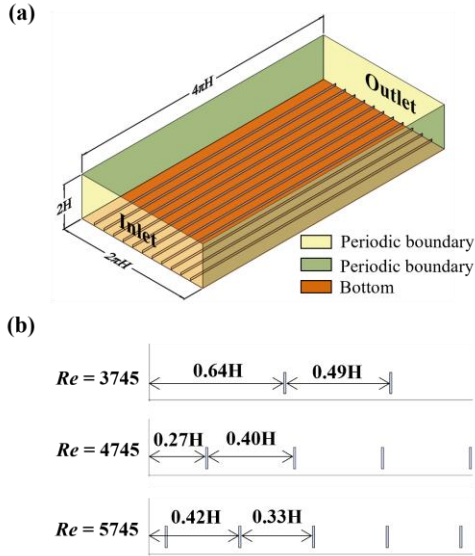 (a)
4πH
Outlet
2H
Inlet
2πH
Periodic boundary
Periodic boundary
Bottom
(b)
Re = 3745
0.64H
0.49H
Re = 4745
0.27H
0.40H
Re = 5745
0.42H
0.33H